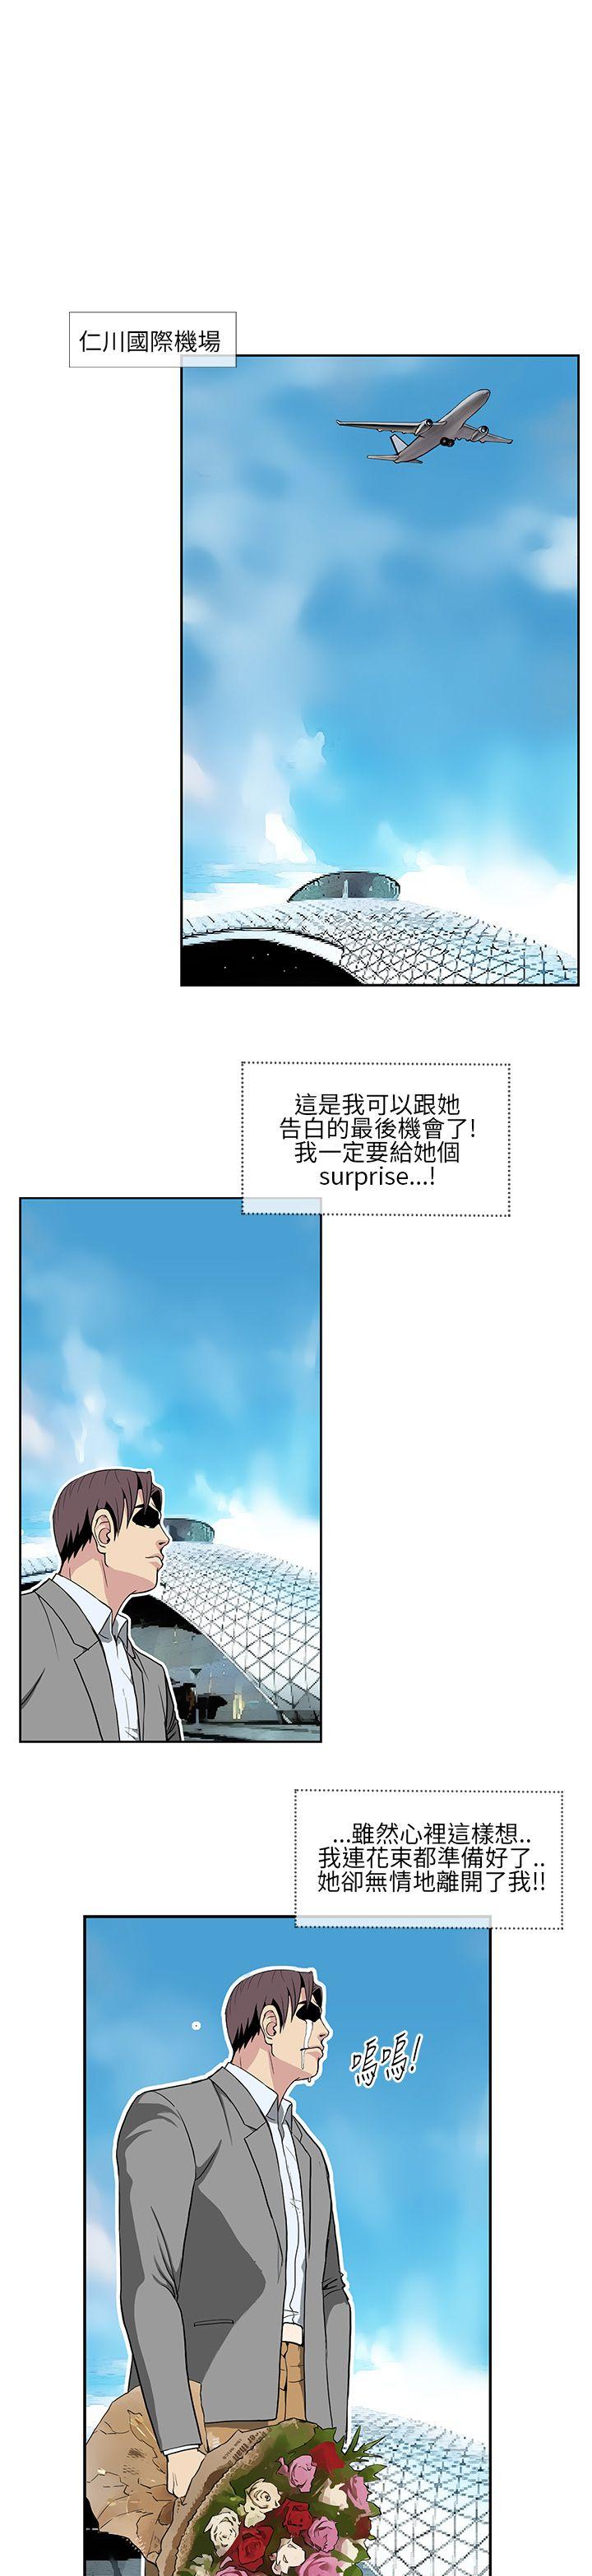 仁川國際機場
這是我可以跟她
告白的最後機會了!
我一定要給她個
surprise...!
...雖然心裡這樣想..
我連花束都準備好了..
她卻無情地離開了我!!
嗚嗚!